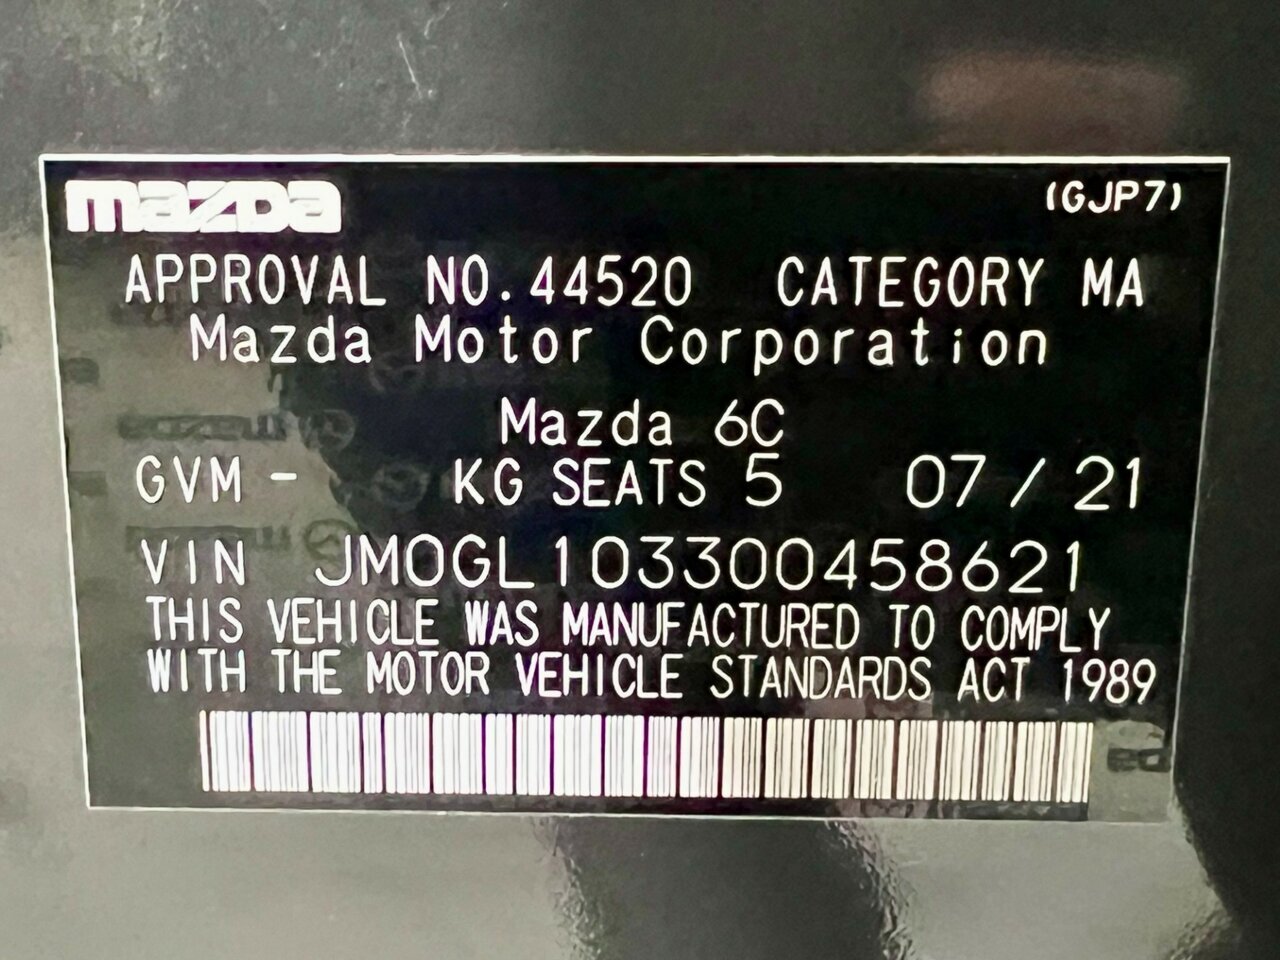 mazda (GJP7)
APPROVAL NO. 44520 CATEGORY MA
Mazda Motor Corporation
Mazda 6C
GVM - KG SEATS 5 07 / 21
VIN JM0GL103300458621
THIS VEHICLE WAS MANUFACTURED TO COMPLY
WITH THE MOTOR VEHICLE STANDARDS ACT 1989